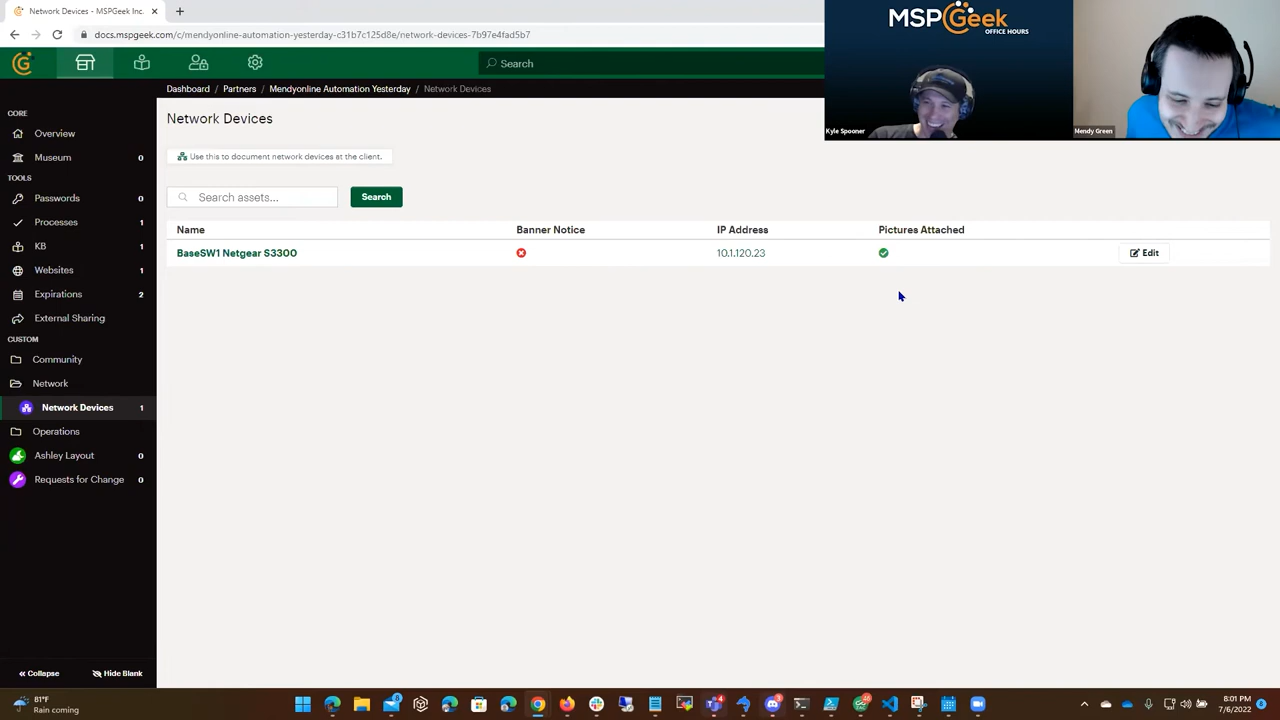 Network Devices - MSPGeek Inc.
docs.mspgeek.com/c/mendyonline-automation-yesterday-c31b7c125d8e/network-devices-7b97e4fad5b7
MSPGeek
OFFICE HOURS
Kyle Spooner
Mendy Green
Search
Dashboard / Partners / Mendyonline Automation Yesterday / Network Devices
CORE
Overview
Museum 0
TOOLS
Passwords 0
Processes 1
KB 1
Websites 1
Expirations 2
External Sharing
CUSTOM
Community
Network
Network Devices 1
Operations
Ashley Layout 0
Requests for Change 0
Collapse
Hide Blank
Network Devices
Use this to document network devices at the client.
Search assets... Search
Name Banner Notice IP Address Pictures Attached
BaseSW1 Netgear S3300 10.1.120.23 Edit
81°F
Rain coming
8:01 PM
7/6/2022